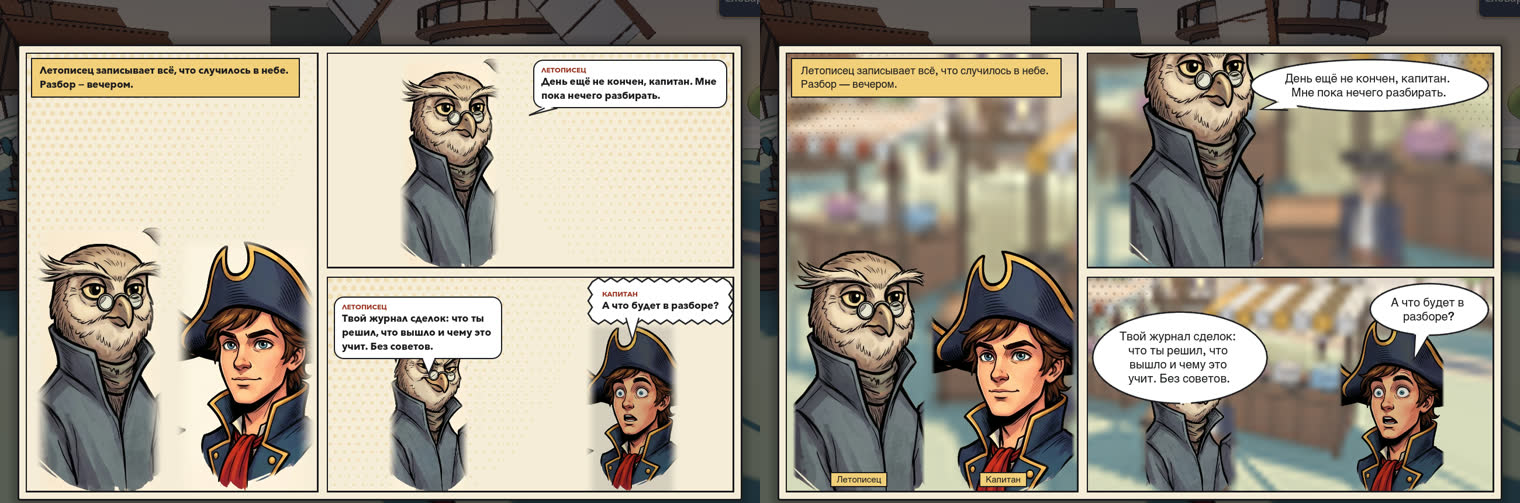 Летописец записывает всё, что случилось в небе.
Разбор – вечером.
ЛЕТОПИСЕЦ
День ещё не кончен, капитан. Мне
пока нечего разбирать.
ЛЕТОПИСЕЦ
Твой журнал сделок: что ты
решил, что вышло и чему это
учит. Без советов.
КАПИТАН
А что будет в разборе?
Летописец записывает всё, что случилось в небе.
Разбор — вечером.
Летописец
Капитан
День ещё не кончен, капитан.
Мне пока нечего разбирать.
Твой журнал сделок:
что ты решил, что
вышло и чему это
учит. Без советов.
А что будет в
разборе?